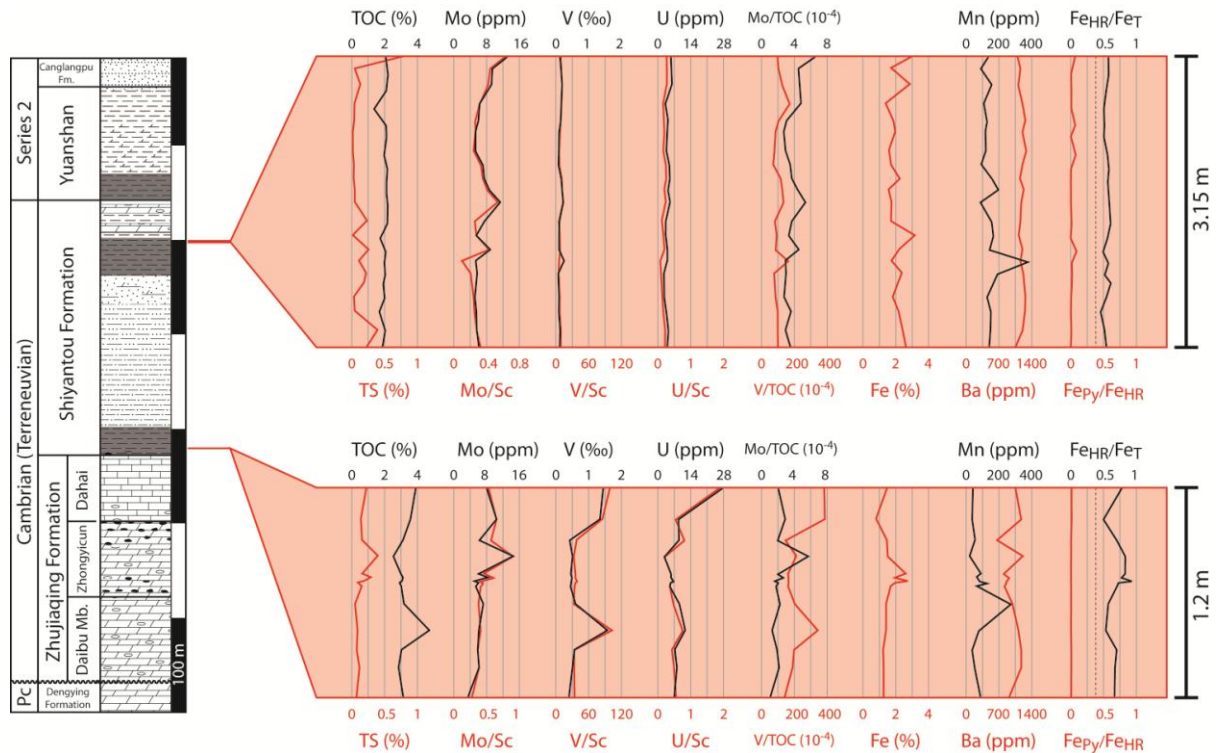 TOC (%) Mo (ppm) V (‰) U (ppm) Mo/TOC (10-4) Mn (ppm) FeHR/FeT
0 2 4 0 8 16 0 1 2 0 14 28 0 4 8 0 200 400 0 0.5 1
Series 2
Canglangpu
Fm.
Yuanshan
Cambrian (Terreneuvian)
Shiyantou Formation
3.15 m
0 0.5 1 0 0.4 0.8 0 60 120 0 1 2 0 200 400 0 2 4 0 700 1400 0 0.5 1
TS (%) Mo/Sc V/Sc U/Sc V/TOC (10-4) Fe (%) Ba (ppm) FePy/FeHR
TOC (%) Mo (ppm) V (‰) U (ppm) Mo/TOC (10-4) Mn (ppm) FeHR/FeT
0 2 4 0 8 16 0 1 2 0 14 28 0 4 8 0 200 400 0 0.5 1
Zhujiaqing Formation
Dahai
Zhongyicun
Daibu Mb.
100 m
1.2 m
Pc
Dengying
Formation
0 0.5 1 0 0.5 1 0 60 120 0 1 2 0 200 400 0 2 4 0 700 1400 0 0.5 1
TS (%) Mo/Sc V/Sc U/Sc V/TOC (10-4) Fe (%) Ba (ppm) FePy/FeHR